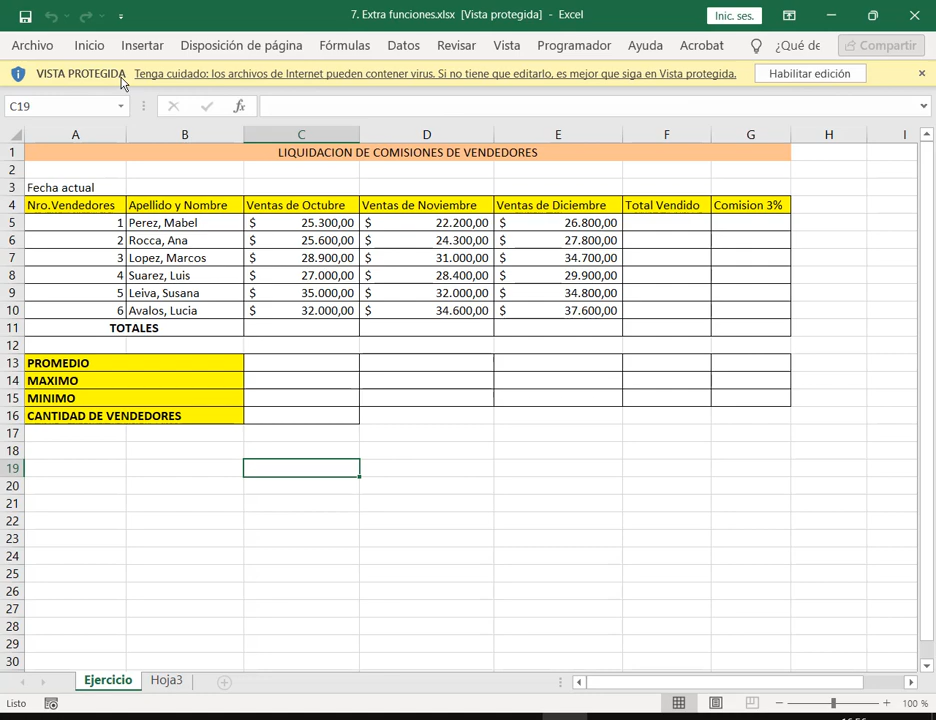 7. Extra funciones.xlsx [Vista protegida] - Excel Inic. ses.
Archivo Inicio Insertar Disposición de página Fórmulas Datos Revisar Vista Programador Ayuda Acrobat ¿Qué de Compartir
VISTA PROTEGIDA Tenga cuidado: los archivos de Internet pueden contener virus. Si no tiene que editarlo, es mejor que siga en Vista protegida. Habilitar edición
C19 fx
A B C D E F G H I
1 LIQUIDACION DE COMISIONES DE VENDEDORES
2
3 Fecha actual
4 Nro.Vendedores Apellido y Nombre Ventas de Octubre Ventas de Noviembre Ventas de Diciembre Total Vendido Comision 3%
5 1 Perez, Mabel $ 25.300,00 $ 22.200,00 $ 26.800,00
6 2 Rocca, Ana $ 25.600,00 $ 24.300,00 $ 27.800,00
7 3 Lopez, Marcos $ 28.900,00 $ 31.000,00 $ 34.700,00
8 4 Suarez, Luis $ 27.000,00 $ 28.400,00 $ 29.900,00
9 5 Leiva, Susana $ 35.000,00 $ 32.000,00 $ 34.800,00
10 6 Avalos, Lucia $ 32.000,00 $ 34.600,00 $ 37.600,00
11 TOTALES
12
13 PROMEDIO
14 MAXIMO
15 MINIMO
16 CANTIDAD DE VENDEDORES
17
18
19
20
21
22
23
24
25
26
27
28
29
30
Ejercicio Hoja3
Listo 100 %